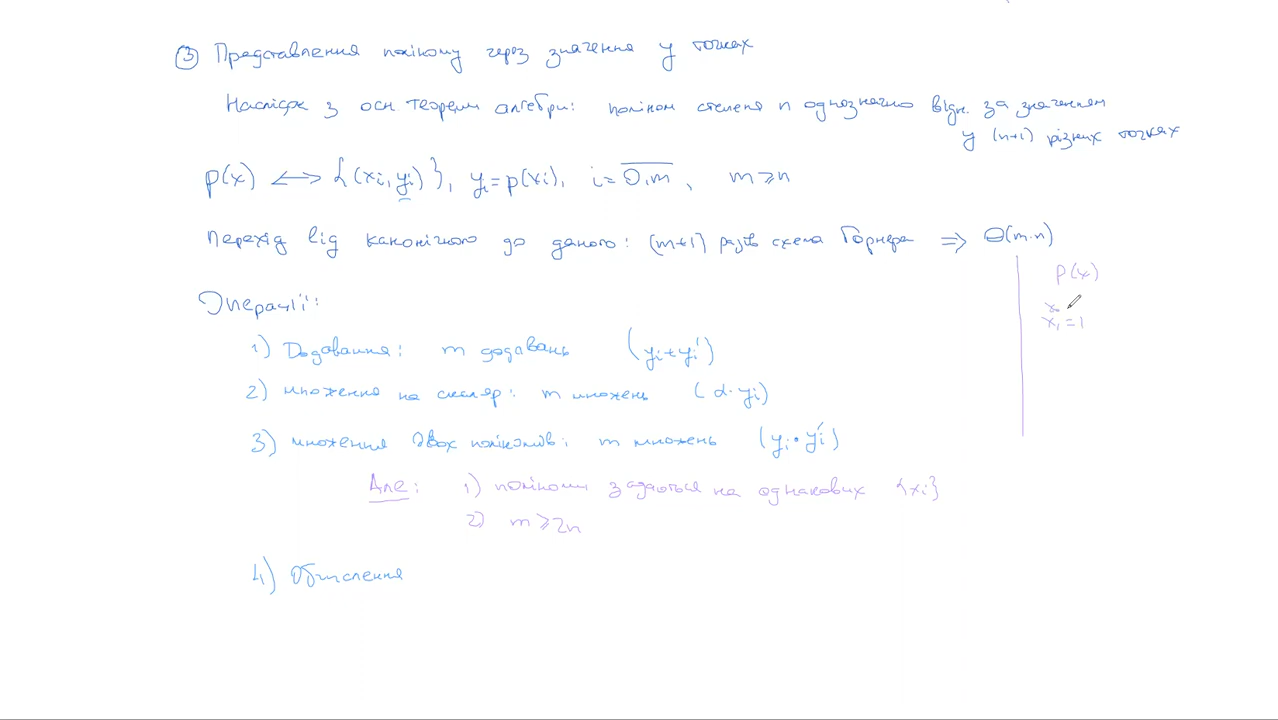 ③ Представлення поліному через значення у точках
Наслідок з осн теореми алгебри: поліном степеня n однозначно відн. за значенням
у (n+1) різних точках
p(x) ⟷ {(xi, yi)}, yi = p(xi), i = 0,m, m ⩾ n
Перехід від канонічного до даного: (m+1) разів схема Горнера ⟹ Θ(m·n)
p(x)
x₀
x₁ = 1
Операції:
1) Додавання: m додавань (yi + yi')
2) множення на скаляр: m множень (α·yi)
3) множення двох поліномів: m множень (yi · yi')
Але: 1) поліноми задаються на однакових {xi}
2) m ⩾ 2n
4) Обчислення